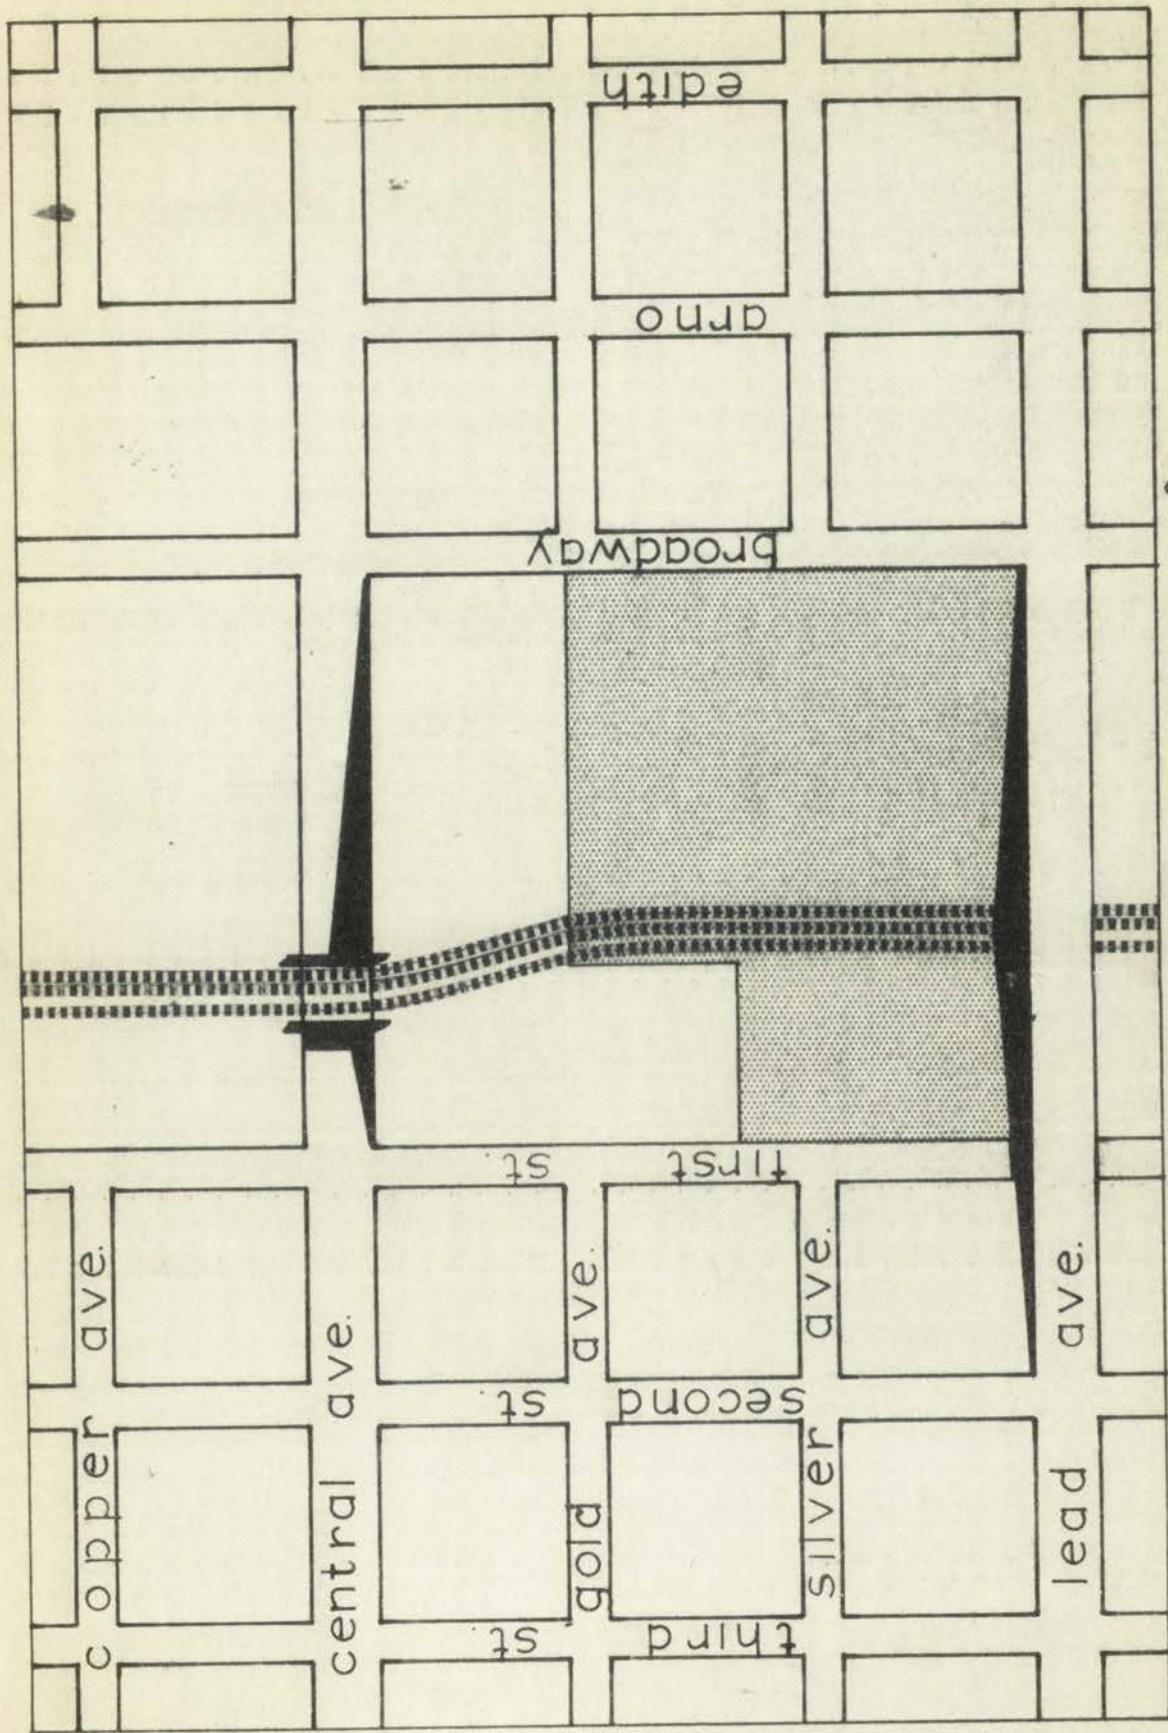 edith
arno
broadway
first st.
second st.
third st.
copper ave.
central ave.
gold ave.
silver ave.
lead ave.